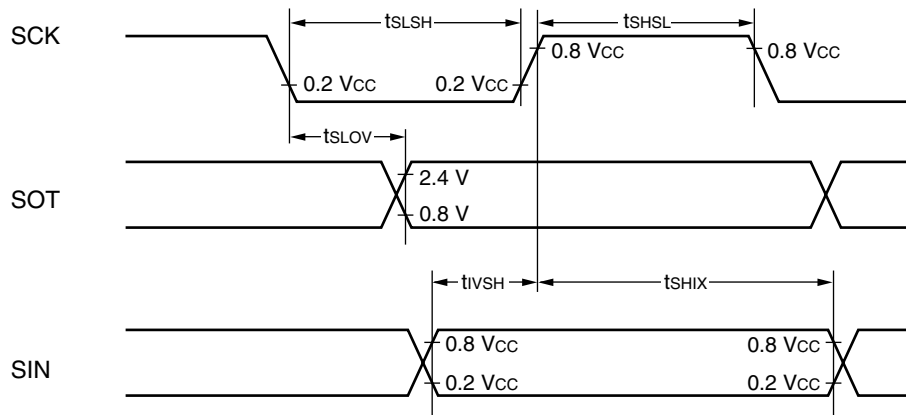 tSLSH tSHSL
SCK
0.8 VCC 0.8 VCC
0.2 VCC 0.2 VCC
tSLOV
2.4 V
SOT
0.8 V
tIVSH tSHIX
0.8 VCC 0.8 VCC
SIN
0.2 VCC 0.2 VCC